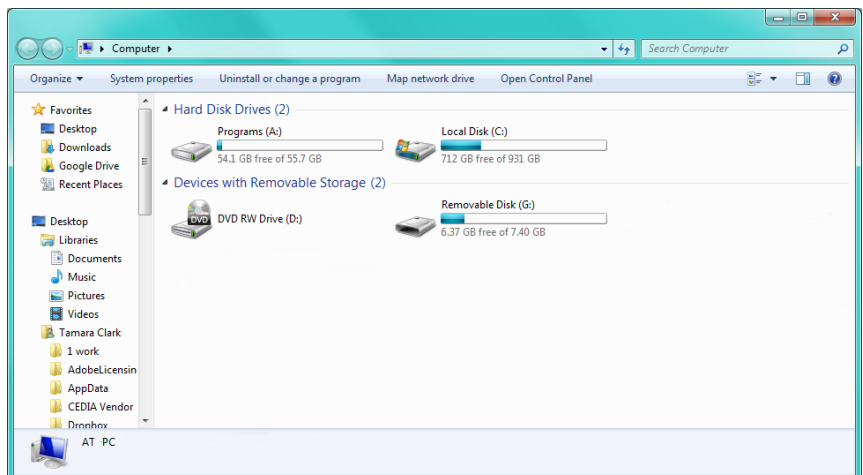 Computer
Search Computer
Organize
System properties
Uninstall or change a program
Map network drive
Open Control Panel
Favorites
Desktop
Downloads
Google Drive
Recent Places
Desktop
Libraries
Documents
Music
Pictures
Videos
Tamara Clark
1 work
AdobeLicensin
AppData
CEDIA Vendor
Dropbox
Hard Disk Drives (2)
Programs (A:)
54.1 GB free of 55.7 GB
Local Disk (C:)
712 GB free of 931 GB
Devices with Removable Storage (2)
DVD
DVD RW Drive (D:)
Removable Disk (G:)
6.37 GB free of 7.40 GB
AT -PC